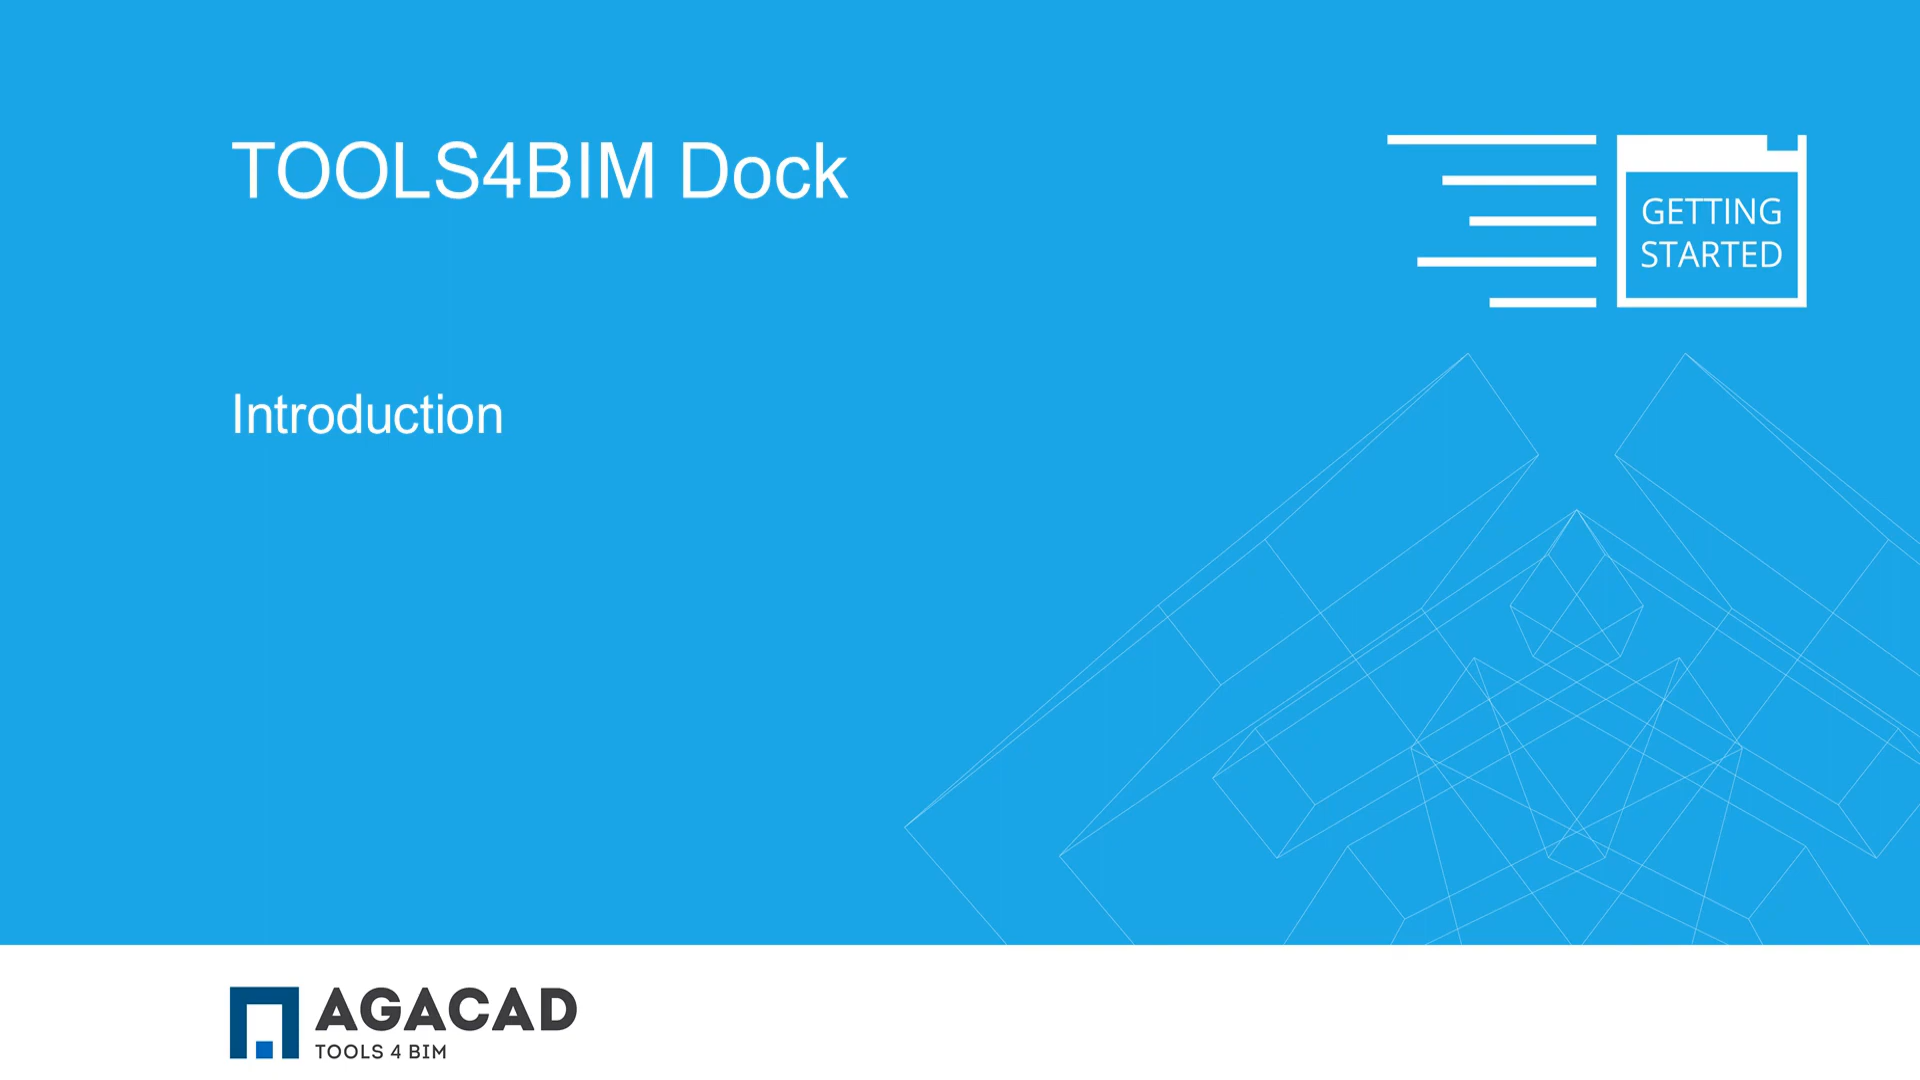 TOOLS4BIM Dock
GETTING
STARTED
Introduction
AGACAD
TOOLS 4 BIM